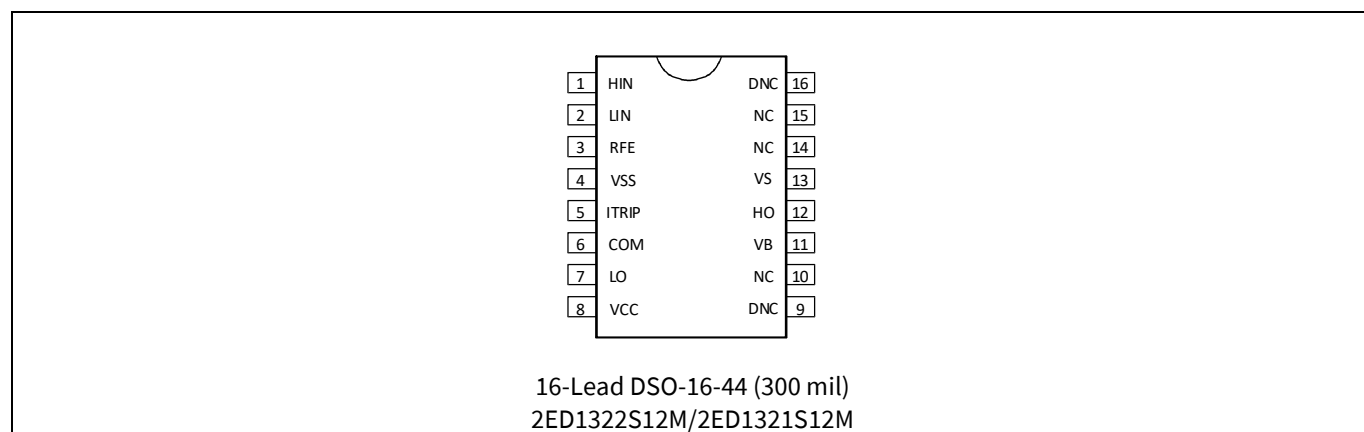 1 HIN DNC 16
2 LIN NC 15
3 RFE NC 14
4 VSS VS 13
5 ITRIP HO 12
6 COM VB 11
7 LO NC 10
8 VCC DNC 9
16-Lead DSO-16-44 (300 mil)
2ED1322S12M/2ED1321S12M